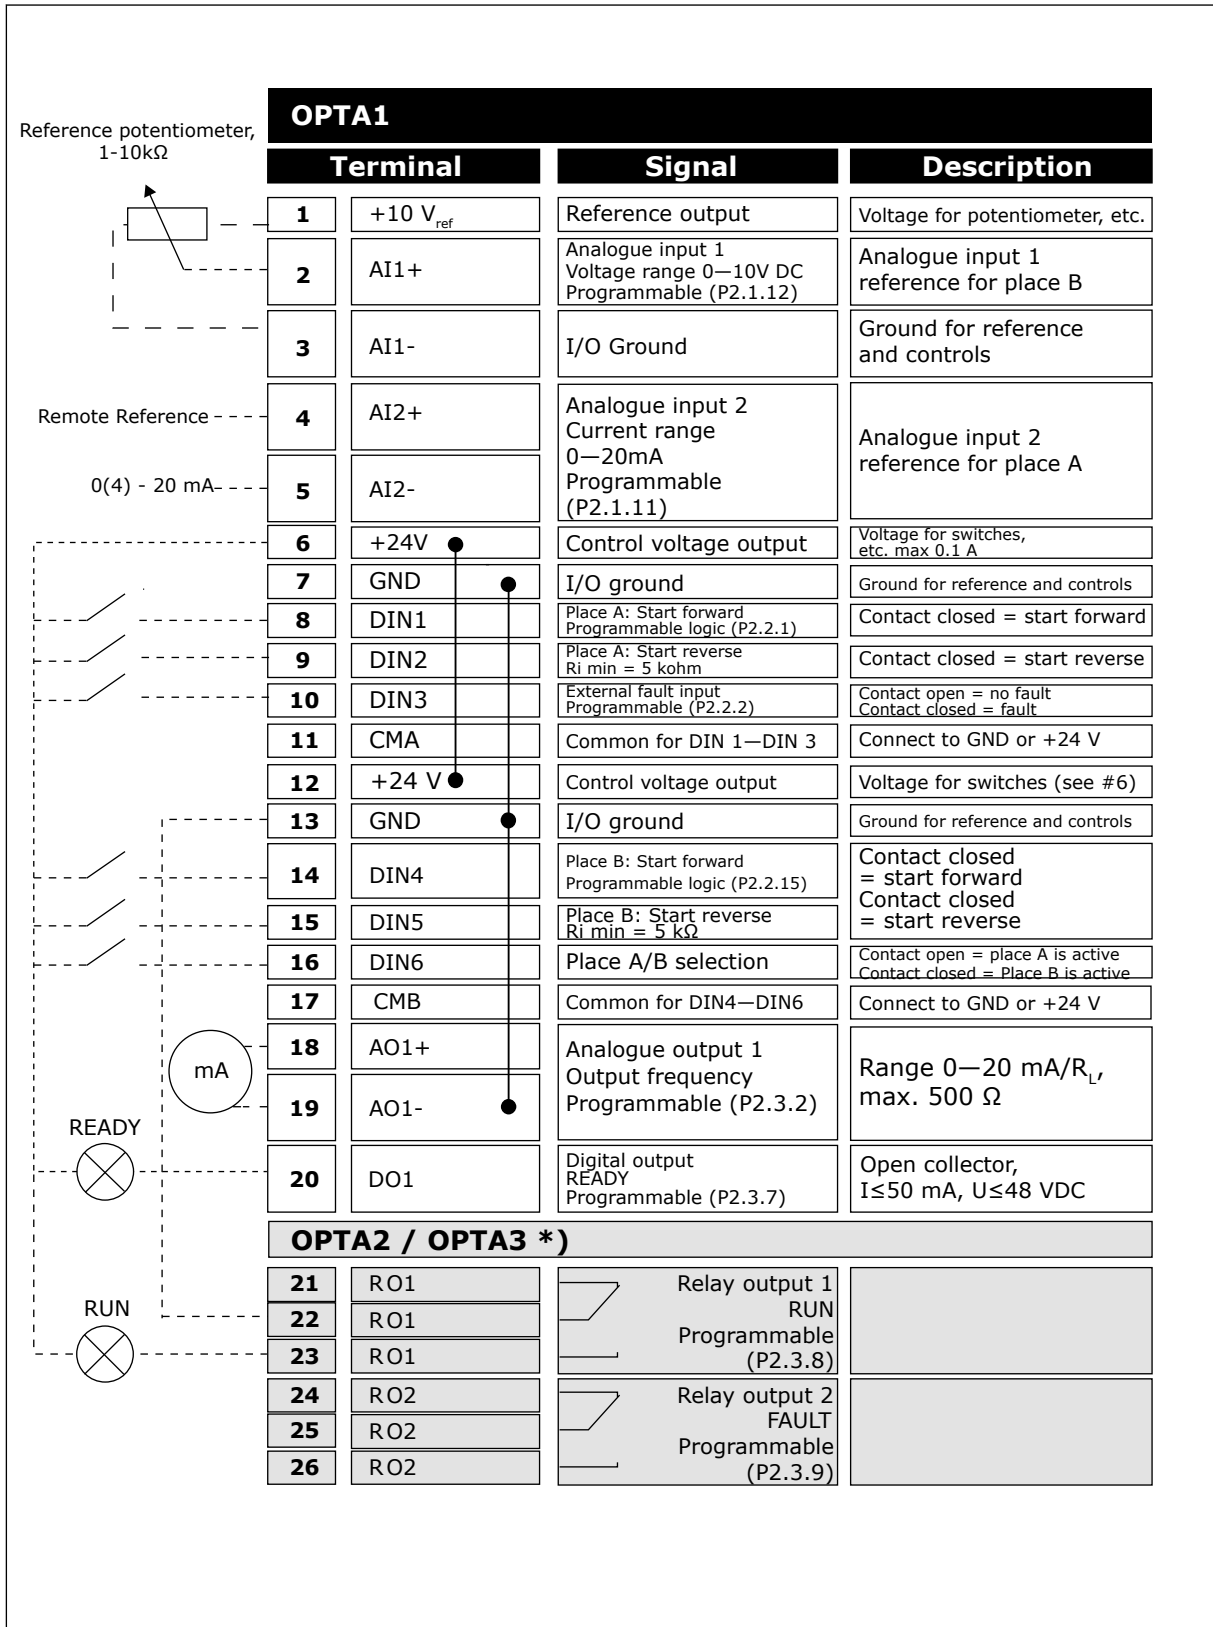 OPTA1
Reference potentiometer,
1-10kΩ
Terminal Signal Description
1 +10 Vref Reference output Voltage for potentiometer, etc.
2 AI1+ Analogue input 1
Voltage range 0—10V DC
Programmable (P2.1.12)
Analogue input 1
reference for place B
3 AI1- I/O Ground Ground for reference
and controls
Remote Reference
4 AI2+
0(4) - 20 mA
5 AI2-
Analogue input 2
Current range
0—20mA
Programmable
(P2.1.11)
Analogue input 2
reference for place A
6 +24V Control voltage output Voltage for switches,
etc. max 0.1 A
7 GND I/O ground Ground for reference and controls
8 DIN1 Place A: Start forward
Programmable logic (P2.2.1)
Contact closed = start forward
9 DIN2 Place A: Start reverse
Ri min = 5 kohm
Contact closed = start reverse
10 DIN3 External fault input
Programmable (P2.2.2)
Contact open = no fault
Contact closed = fault
11 CMA Common for DIN 1—DIN 3 Connect to GND or +24 V
12 +24 V Control voltage output Voltage for switches (see #6)
13 GND I/O ground Ground for reference and controls
14 DIN4 Place B: Start forward
Programmable logic (P2.2.15)
15 DIN5 Place B: Start reverse
Ri min = 5 kΩ
Contact closed
= start forward
Contact closed
= start reverse
16 DIN6 Place A/B selection Contact open = place A is active
Contact closed = Place B is active
17 CMB Common for DIN4—DIN6 Connect to GND or +24 V
mA
18 AO1+
19 AO1-
Analogue output 1
Output frequency
Programmable (P2.3.2)
Range 0—20 mA/RL,
max. 500 Ω
READY
20 DO1 Digital output
READY
Programmable (P2.3.7)
Open collector,
I≤50 mA, U≤48 VDC
OPTA2 / OPTA3 *)
RUN
21 RO1
22 RO1
23 RO1
Relay output 1
RUN
Programmable
(P2.3.8)
24 RO2
25 RO2
26 RO2
Relay output 2
FAULT
Programmable
(P2.3.9)